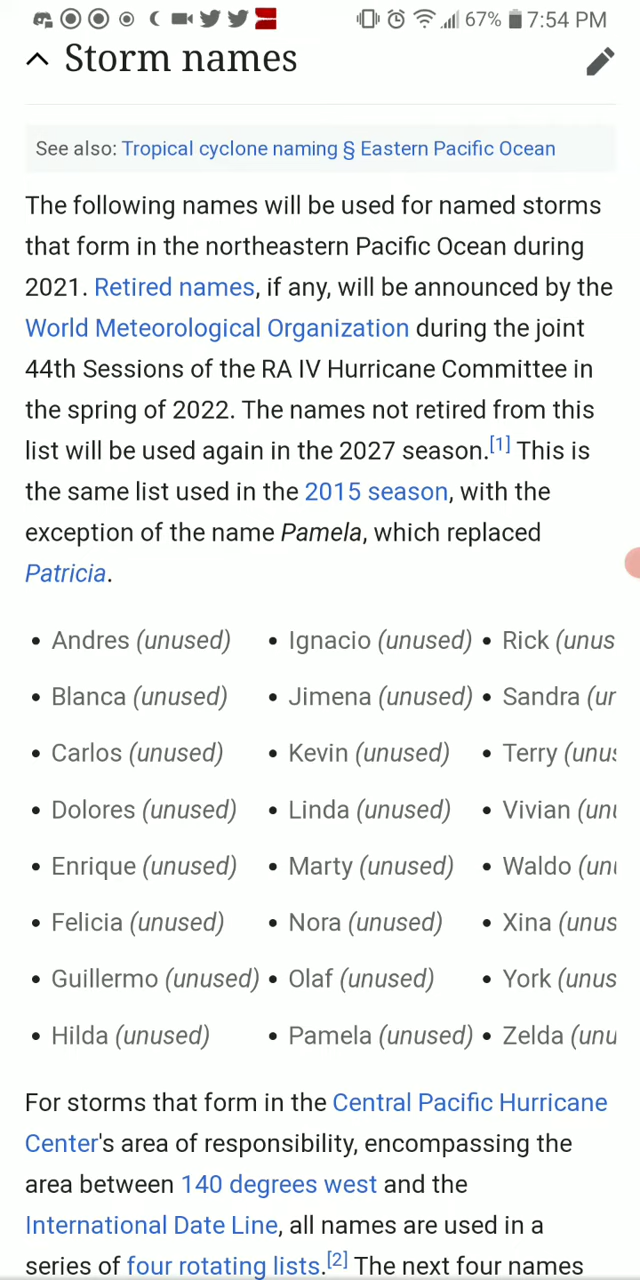 67% 7:54 PM
Storm names
See also: Tropical cyclone naming § Eastern Pacific Ocean
The following names will be used for named storms
that form in the northeastern Pacific Ocean during
2021. Retired names, if any, will be announced by the
World Meteorological Organization during the joint
44th Sessions of the RA IV Hurricane Committee in
the spring of 2022. The names not retired from this
list will be used again in the 2027 season.[1] This is
the same list used in the 2015 season, with the
exception of the name Pamela, which replaced
Patricia.
• Andres (unused) • Ignacio (unused) • Rick (unus
• Blanca (unused) • Jimena (unused) • Sandra (un
• Carlos (unused) • Kevin (unused) • Terry (unus
• Dolores (unused) • Linda (unused) • Vivian (unu
• Enrique (unused) • Marty (unused) • Waldo (unu
• Felicia (unused) • Nora (unused) • Xina (unus
• Guillermo (unused) • Olaf (unused) • York (unus
• Hilda (unused) • Pamela (unused) • Zelda (unu
For storms that form in the Central Pacific Hurricane
Center's area of responsibility, encompassing the
area between 140 degrees west and the
International Date Line, all names are used in a
series of four rotating lists.[2] The next four names